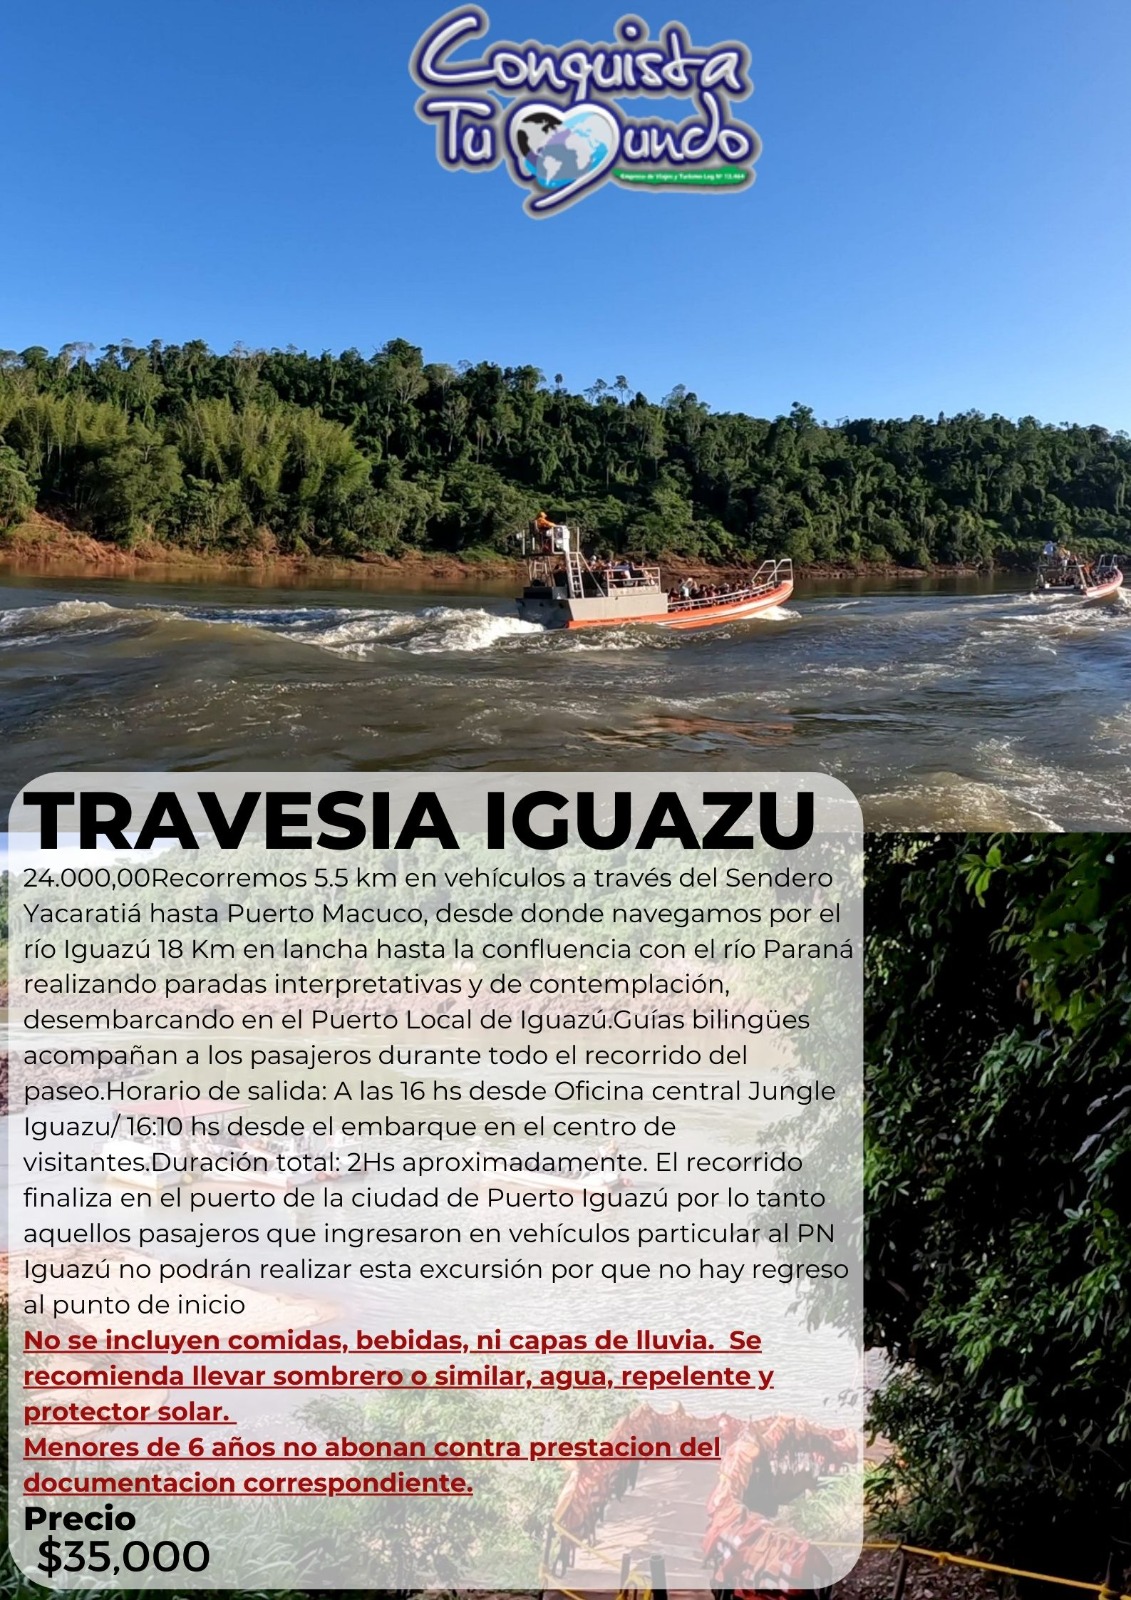 Conquista
Tu Mundo
Empresa de Viajes y Turismo Leg Nº 13.464
TRAVESIA IGUAZU
24.000,00Recorremos 5.5 km en vehículos a través del Sendero
Yacaratiá hasta Puerto Macuco, desde donde navegamos por el
río Iguazú 18 Km en lancha hasta la confluencia con el río Paraná
realizando paradas interpretativas y de contemplación,
desembarcando en el Puerto Local de Iguazú.Guías bilingües
acompañan a los pasajeros durante todo el recorrido del
paseo.Horario de salida: A las 16 hs desde Oficina central Jungle
Iguazu/ 16:10 hs desde el embarque en el centro de
visitantes.Duración total: 2Hs aproximadamente. El recorrido
finaliza en el puerto de la ciudad de Puerto Iguazú por lo tanto
aquellos pasajeros que ingresaron en vehículos particular al PN
Iguazú no podrán realizar esta excursión por que no hay regreso
al punto de inicio
No se incluyen comidas, bebidas, ni capas de lluvia.  Se
recomienda llevar sombrero o similar, agua, repelente y
protector solar.
Menores de 6 años no abonan contra prestacion del
documentacion correspondiente.
Precio
$35,000